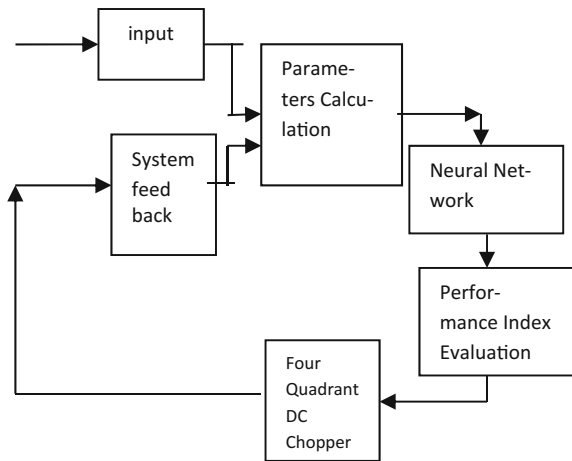 input
Parame-
ters Calcu-
lation
System
feed
back
Neural Net-
work
Perfor-
mance Index
Evaluation
Four
Quadrant
DC
Chopper